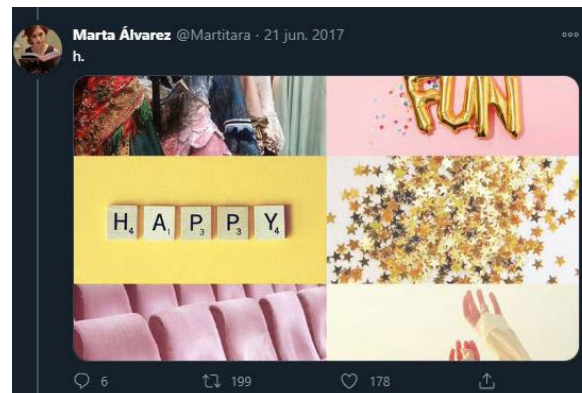 Marta Álvarez @Martitara · 21 jun. 2017
h.
FUN
H4 A1 P3 P3 Y4
6 199 178